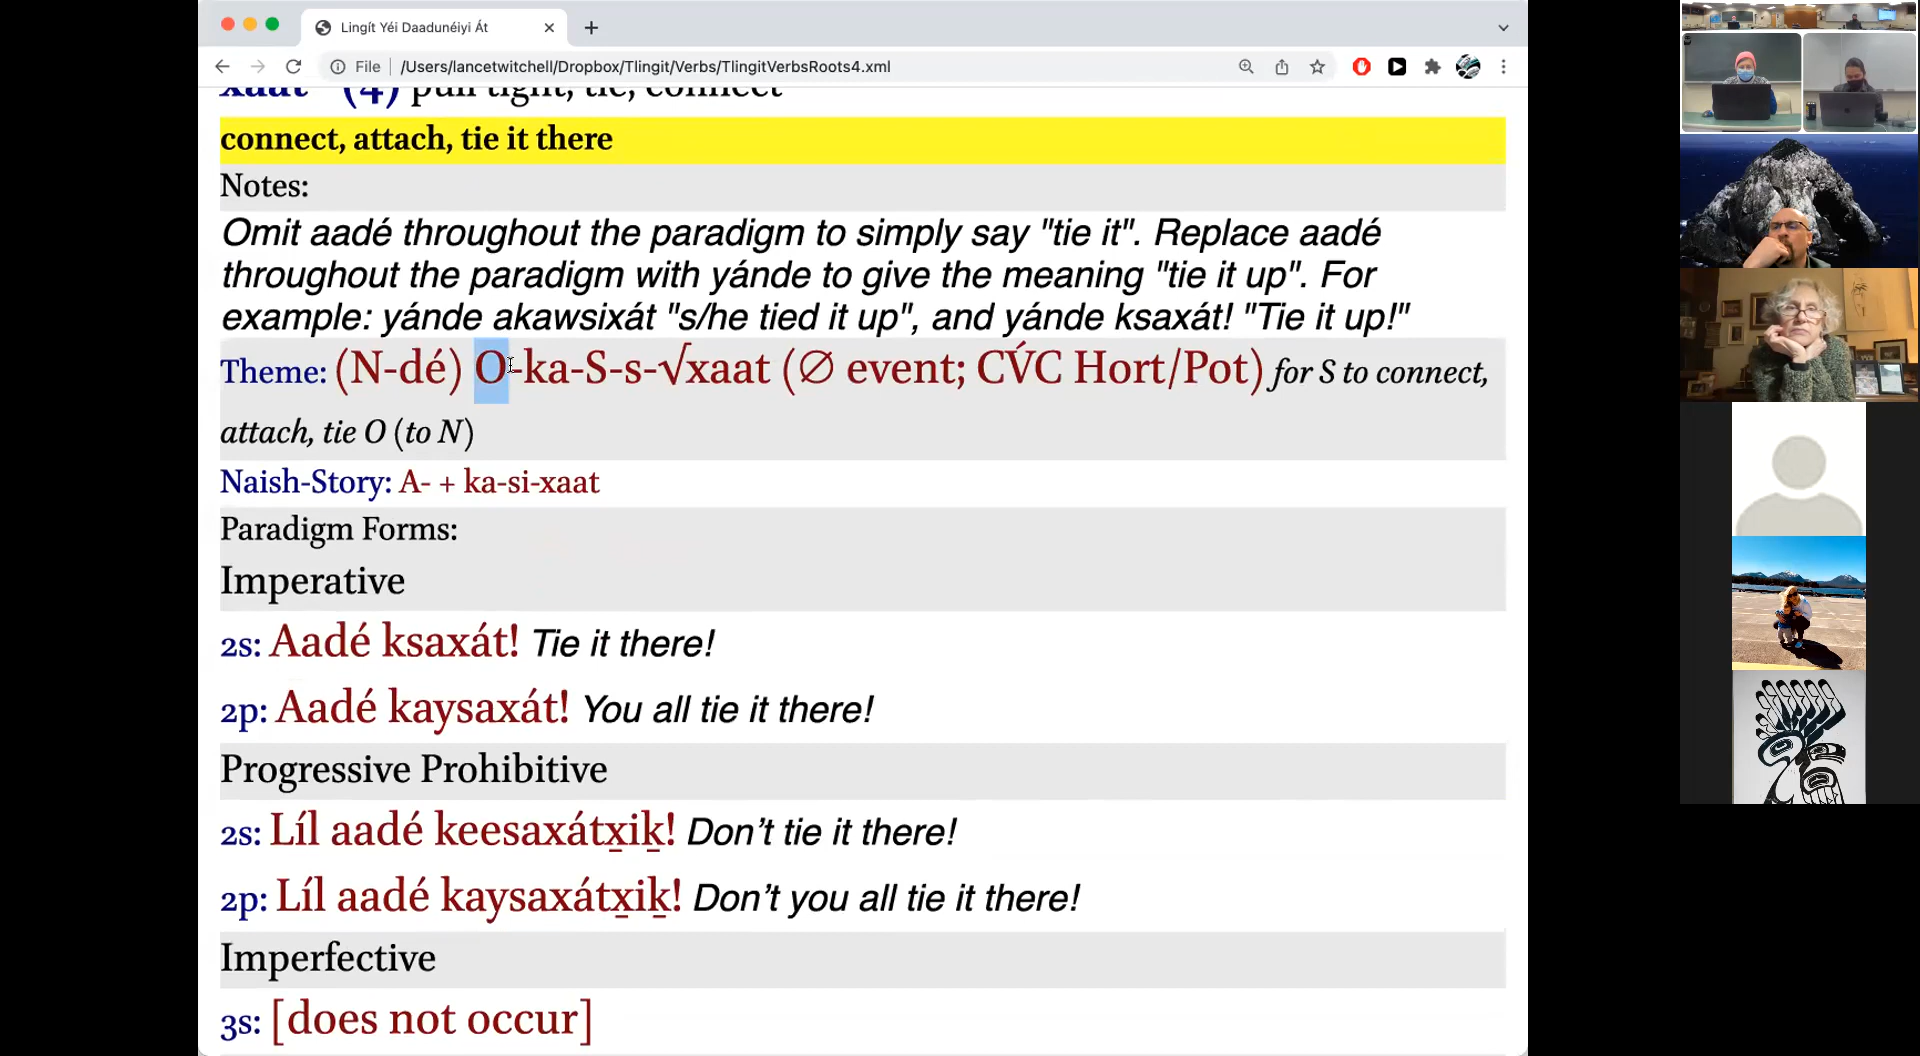 Lingít Yéi Daadunéiyi Át
File | /Users/lancetwitchell/Dropbox/Tlingit/Verbs/TlingitVerbsRoots4.xml
xaat (4) pull tight, tie, connect
connect, attach, tie it there
Notes:
Omit aadé throughout the paradigm to simply say "tie it". Replace aadé
throughout the paradigm with yánde to give the meaning "tie it up". For
example: yánde akawsixát "s/he tied it up", and yánde ksaxát! "Tie it up!"
Theme: (N-dé) O-ka-S-s-√xaat (∅ event; CV́C Hort/Pot) for S to connect,
attach, tie O (to N)
Naish-Story: A- + ka-si-xaat
Paradigm Forms:
Imperative
2s: Aadé ksaxát! Tie it there!
2p: Aadé kaysaxát! You all tie it there!
Progressive Prohibitive
2s: Líl aadé keesaxátx̲ik̲! Don’t tie it there!
2p: Líl aadé kaysaxátx̲ik̲! Don’t you all tie it there!
Imperfective
3s: [does not occur]